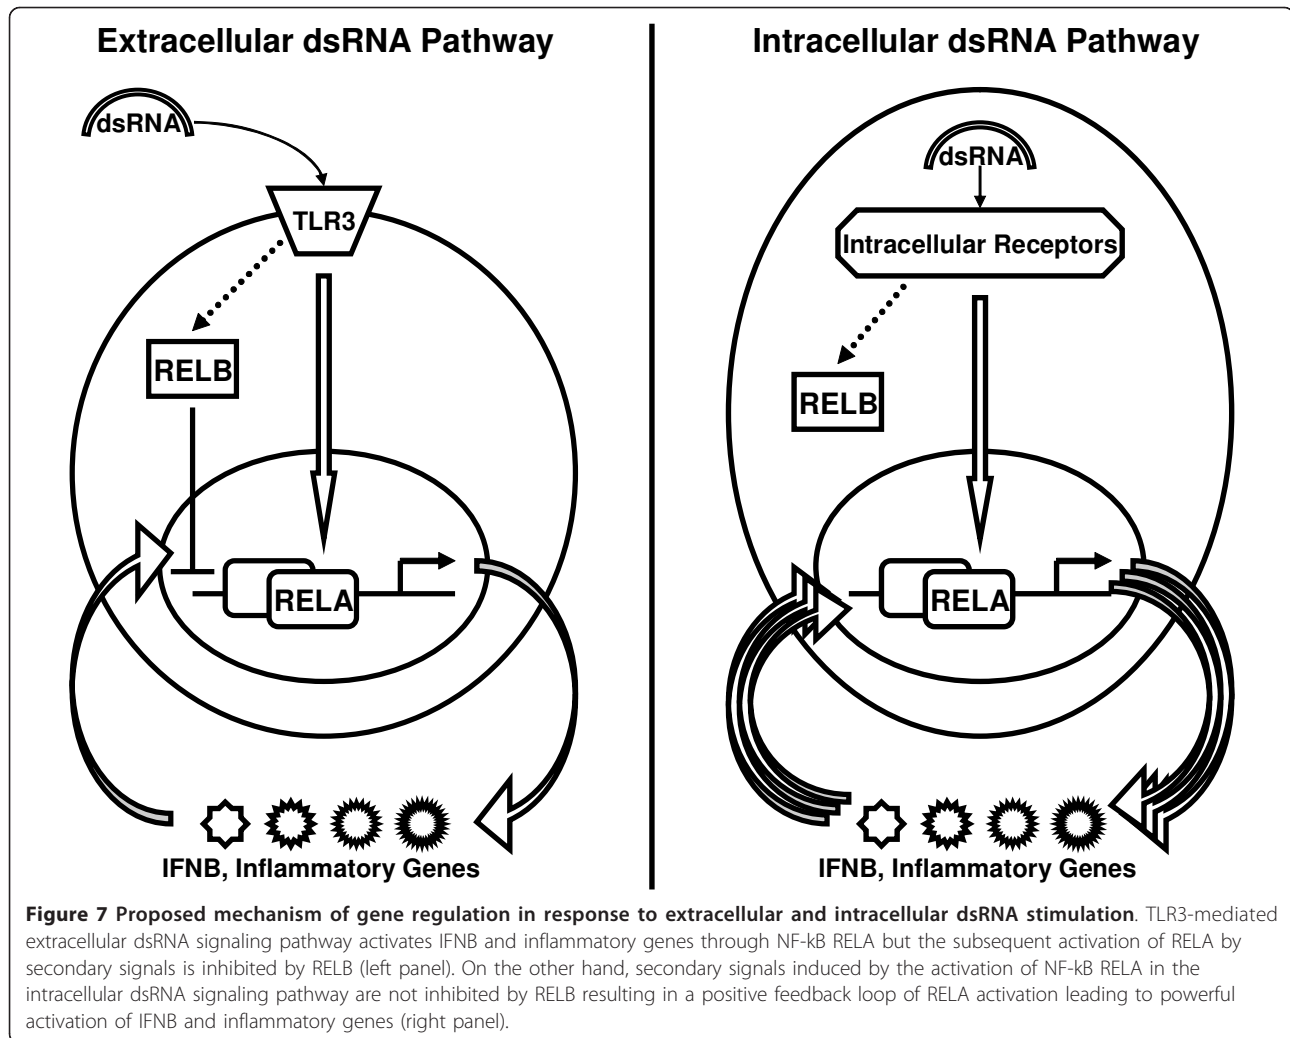 Extracellular dsRNA Pathway
dsRNA
TLR3
RELB
RELA
IFNB, Inflammatory Genes
Intracellular dsRNA Pathway
dsRNA
Intracellular Receptors
RELB
RELA
IFNB, Inflammatory Genes
Figure 7 Proposed mechanism of gene regulation in response to extracellular and intracellular dsRNA stimulation. TLR3-mediated
extracellular dsRNA signaling pathway activates IFNB and inflammatory genes through NF-kB RELA but the subsequent activation of RELA by
secondary signals is inhibited by RELB (left panel). On the other hand, secondary signals induced by the activation of NF-kB RELA in the
intracellular dsRNA signaling pathway are not inhibited by RELB resulting in a positive feedback loop of RELA activation leading to powerful
activation of IFNB and inflammatory genes (right panel).